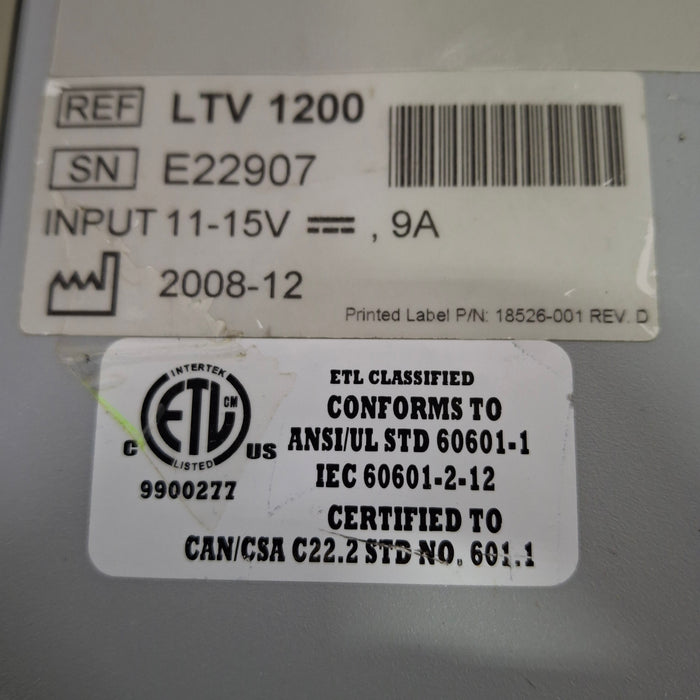 REF LTV 1200
SN E22907
INPUT 11-15V ⎓, 9A
2008-12
Printed Label P/N: 18526-001 REV. D
INTERTEK
ETL CM
C US
LISTED
9900277
ETL CLASSIFIED
CONFORMS TO
ANSI/UL STD 60601-1
IEC 60601-2-12
CERTIFIED TO
CAN/CSA C22.2 STD NO. 601.1